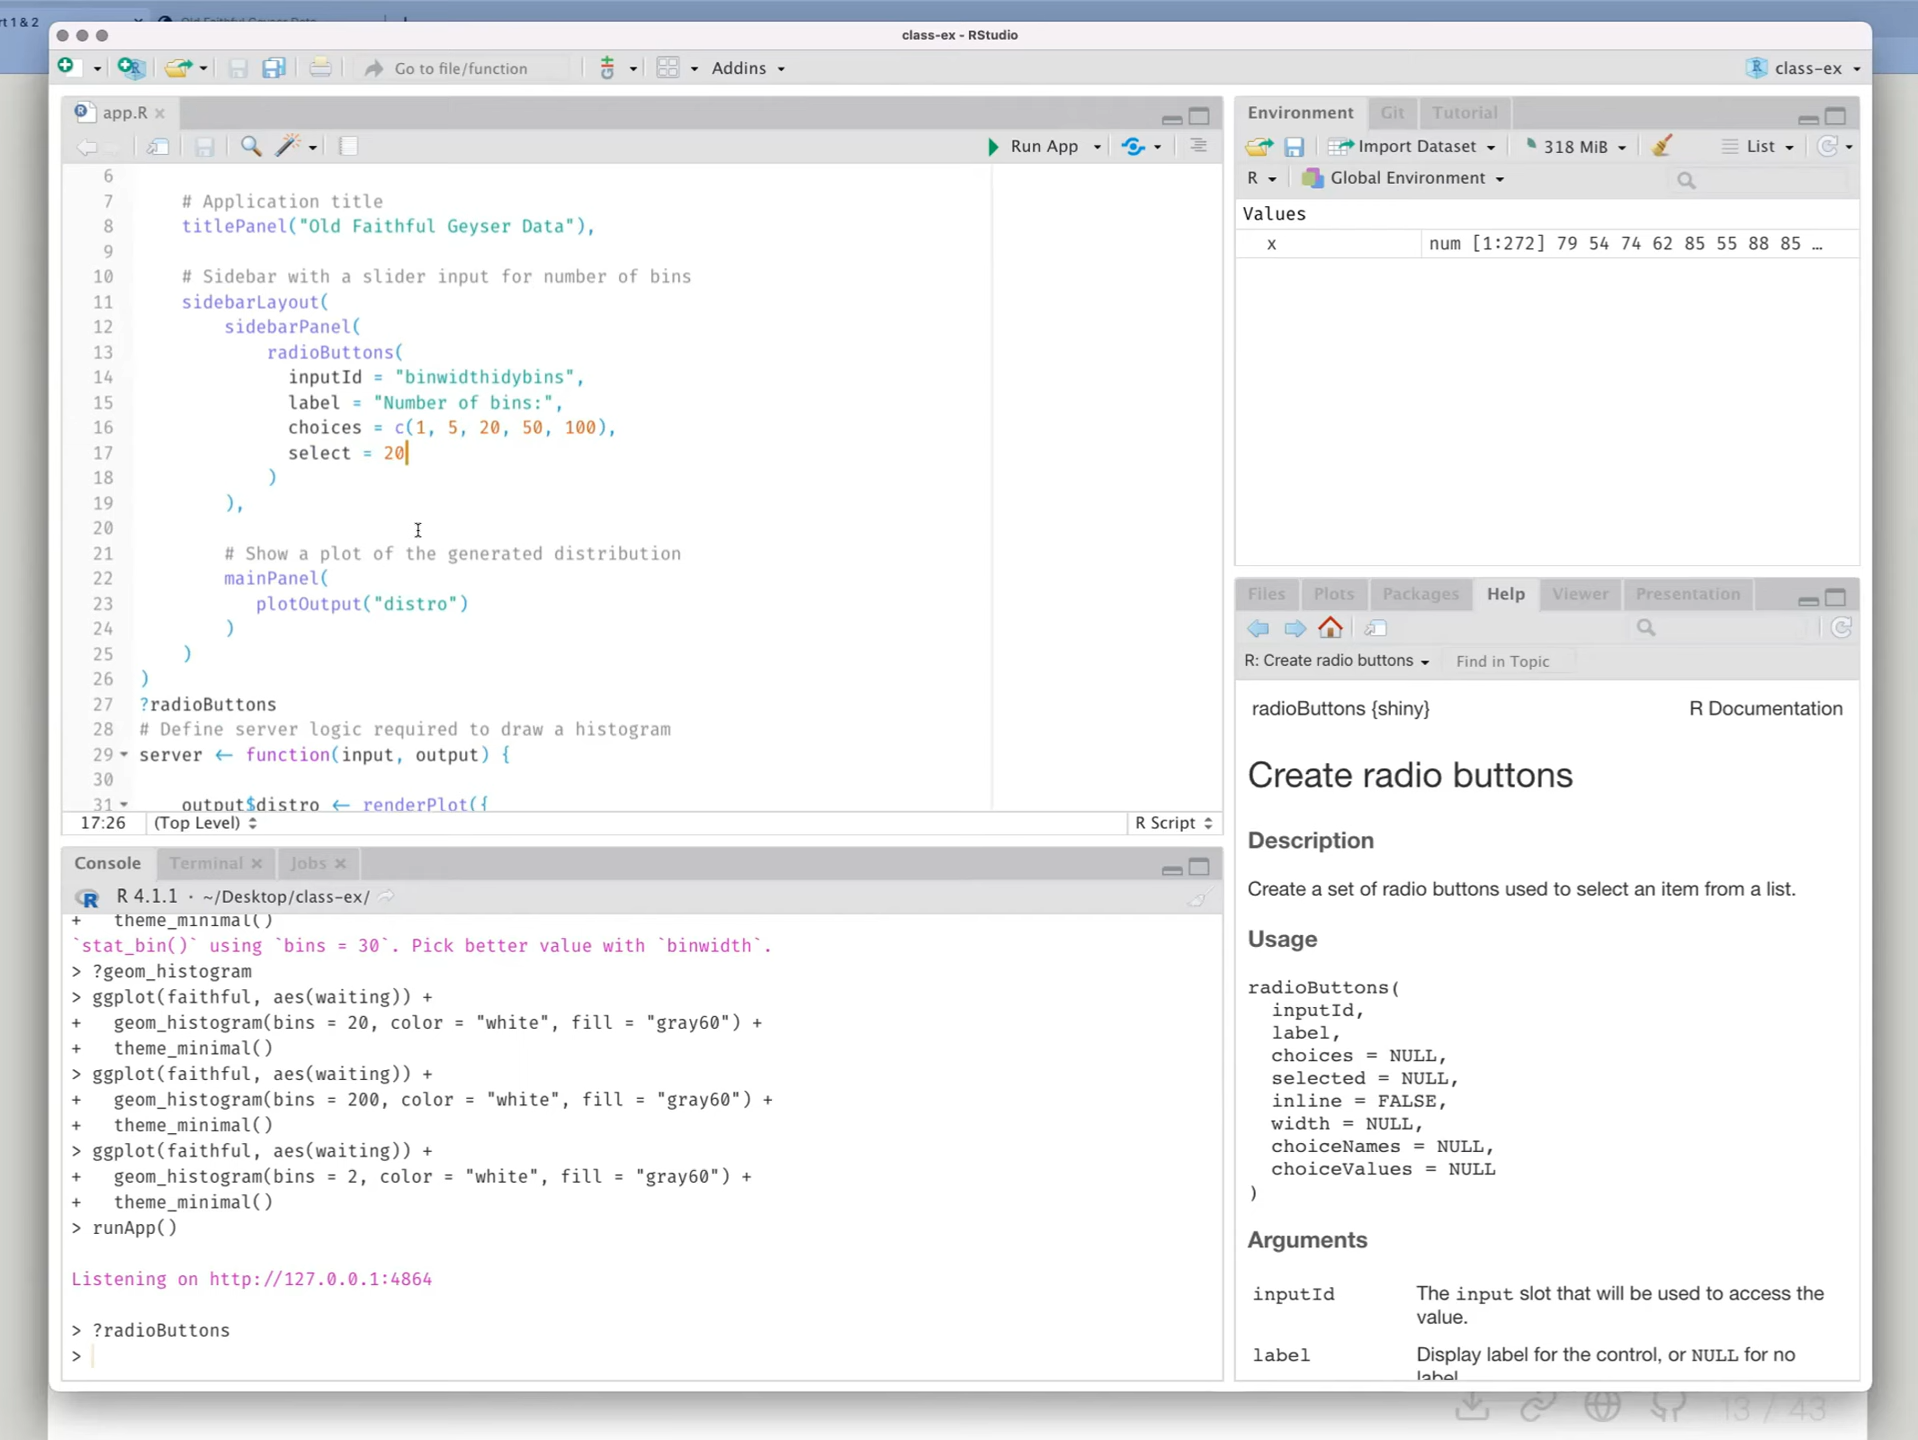 rt 1 & 2
Old Faithful Geyser Data
class-ex - RStudio
Go to file/function
Addins
class-ex
app.R
Run App
6
7 # Application title
8 titlePanel("Old Faithful Geyser Data"),
9
10 # Sidebar with a slider input for number of bins
11 sidebarLayout(
12 sidebarPanel(
13 radioButtons(
14 inputId = "binwidthidybins",
15 label = "Number of bins:",
16 choices = c(1, 5, 20, 50, 100),
17 select = 20
18 )
19 ),
20
21 # Show a plot of the generated distribution
22 mainPanel(
23 plotOutput("distro")
24 )
25 )
26 )
27 ?radioButtons
28 # Define server logic required to draw a histogram
29 server ← function(input, output) {
30
31 output$distro ← renderPlot({
17:26 (Top Level) R Script
Console Terminal Jobs
R 4.1.1 · ~/Desktop/class-ex/
+ theme_minimal()
`stat_bin()` using `bins = 30`. Pick better value with `binwidth`.
> ?geom_histogram
> ggplot(faithful, aes(waiting)) +
+ geom_histogram(bins = 20, color = "white", fill = "gray60") +
+ theme_minimal()
> ggplot(faithful, aes(waiting)) +
+ geom_histogram(bins = 200, color = "white", fill = "gray60") +
+ theme_minimal()
> ggplot(faithful, aes(waiting)) +
+ geom_histogram(bins = 2, color = "white", fill = "gray60") +
+ theme_minimal()
> runApp()
Listening on http://127.0.0.1:4864
> ?radioButtons
>
Environment Git Tutorial
Import Dataset 318 MiB List
R Global Environment
Values
x num [1:272] 79 54 74 62 85 55 88 85 …
Files Plots Packages Help Viewer Presentation
R: Create radio buttons Find in Topic
radioButtons {shiny} R Documentation
Create radio buttons
Description
Create a set of radio buttons used to select an item from a list.
Usage
radioButtons(
inputId,
label,
choices = NULL,
selected = NULL,
inline = FALSE,
width = NULL,
choiceNames = NULL,
choiceValues = NULL
)
Arguments
inputId The input slot that will be used to access the
value.
label Display label for the control, or NULL for no
label
13 / 43